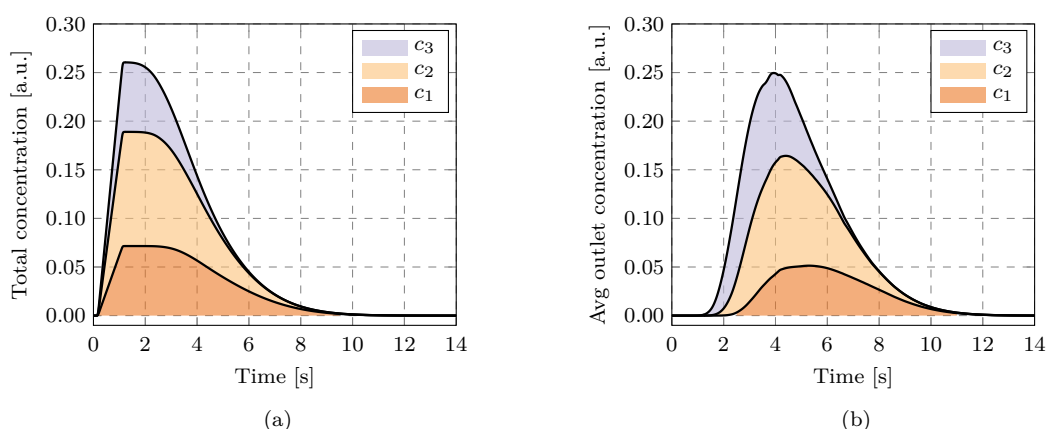 0.30
0.25
0.20
0.15
0.10
0.05
0.00
Total concentration [a.u.]
c3
c2
c1
0 2 4 6 8 10 12 14
Time [s]
(a)
0.30
0.25
0.20
0.15
0.10
0.05
0.00
Avg outlet concentration [a.u.]
c3
c2
c1
0 2 4 6 8 10 12 14
Time [s]
(b)